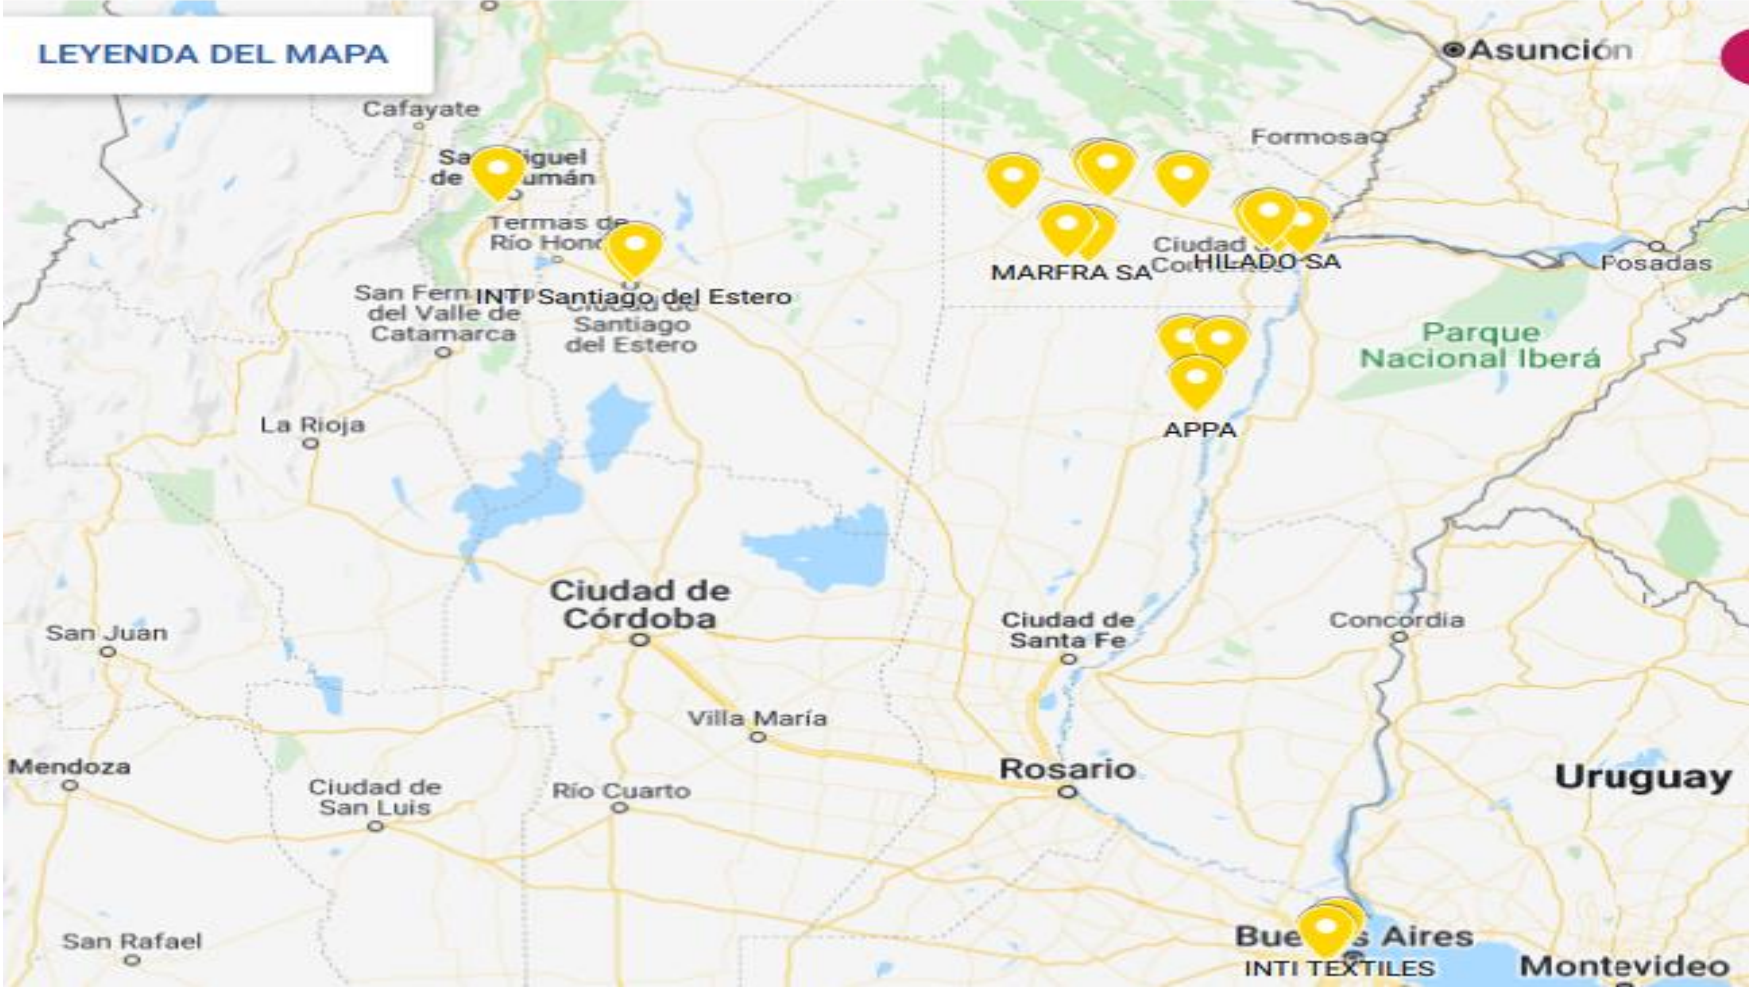 LEYENDA DEL MAPA
Asunción
Cafayate
Formosa
de
Termas de
Río
Posadas
Ciudad
MARFRA SA
HILADO SA
INTI Santiago del Estero
San
del Valle de
Catamarca
Santiago
del Estero
Parque
Nacional Iberá
La Rioja
APPA
Ciudad de
Córdoba
Ciudad de
Santa Fe
Concordia
San Juan
Villa María
Mendoza
Rosario
Uruguay
Ciudad de
San Luis
Río Cuarto
San Rafael
Aires
INTI TEXTILES
Montevideo